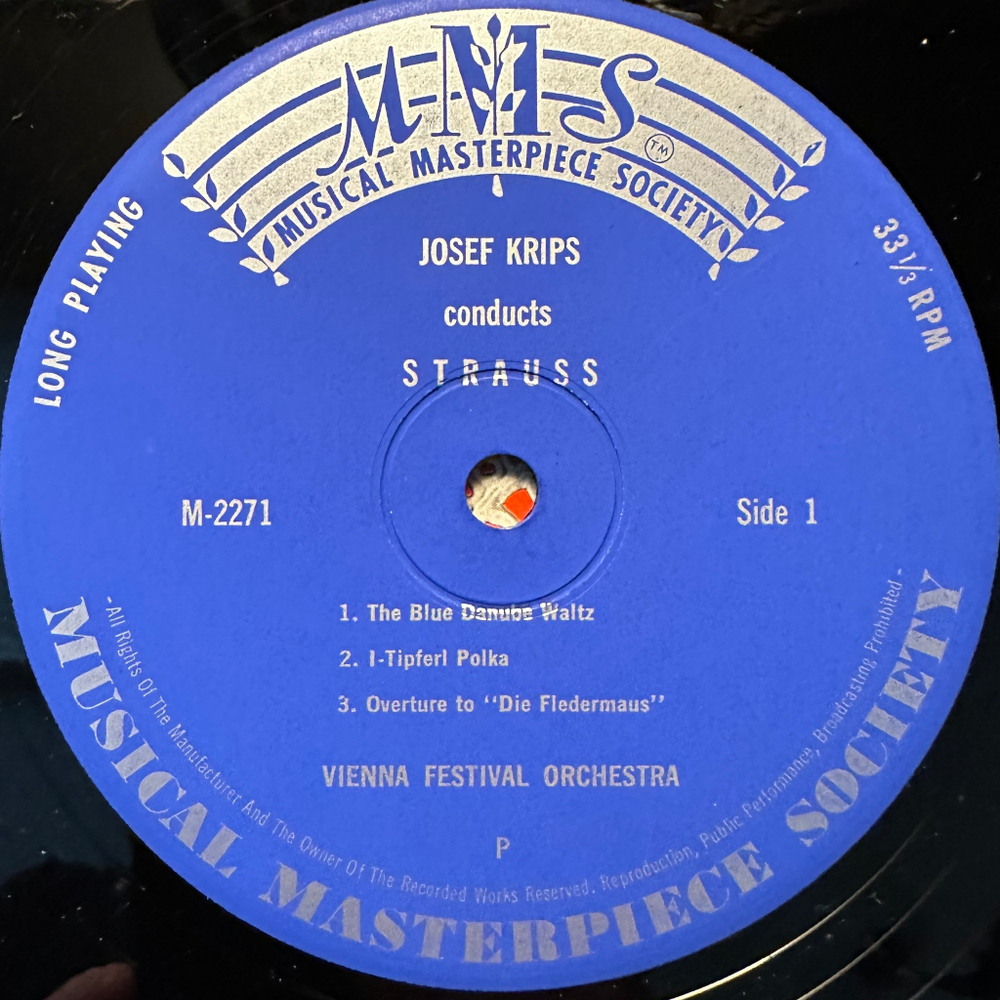 MMS
TM
MUSICAL MASTERPIECE SOCIETY
LONG PLAYING
33 1/3 RPM
JOSEF KRIPS
conducts
STRAUSS
M-2271
Side 1
1. The Blue Danube Waltz
2. I-Tipferl Polka
3. Overture to "Die Fledermaus"
VIENNA FESTIVAL ORCHESTRA
P
- All Rights Of The Manufacturer And The Owner Of The Recorded Works Reserved. Reproduction, Public Performance, Broadcasting Prohibited -
MUSICAL MASTERPIECE SOCIETY